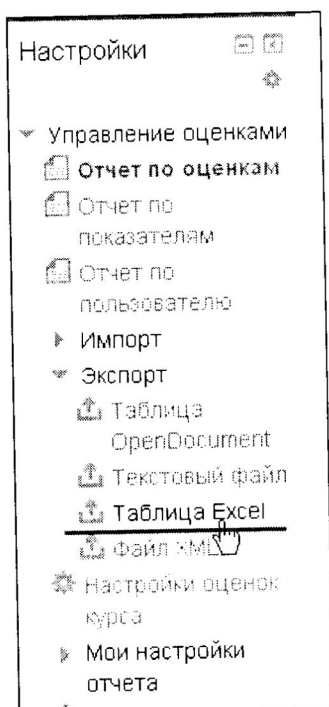 Настройки
Управление оценками
Отчет по оценкам
Отчет по
показателям
Отчет по
пользователю
Импорт
Экспорт
Таблица
OpenDocument
Текстовый файл
Таблица Excel
Файл XML
Настройки оценок
курса
Мои настройки
отчета